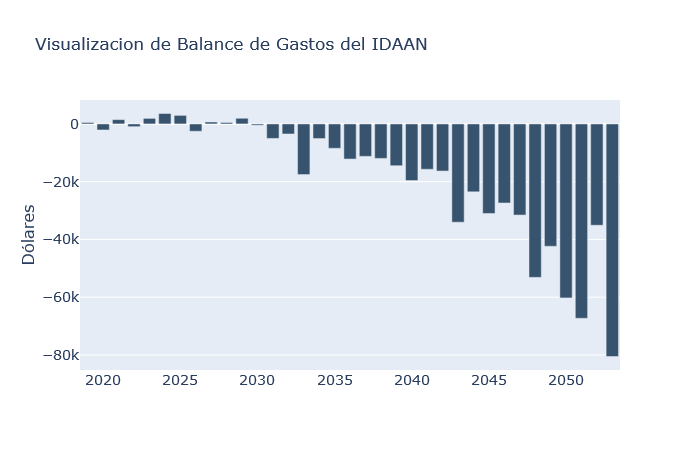 Visualizacion de Balance de Gastos del IDAAN
0
−20k
−40k
−60k
−80k
Dólares
2020 2025 2030 2035 2040 2045 2050